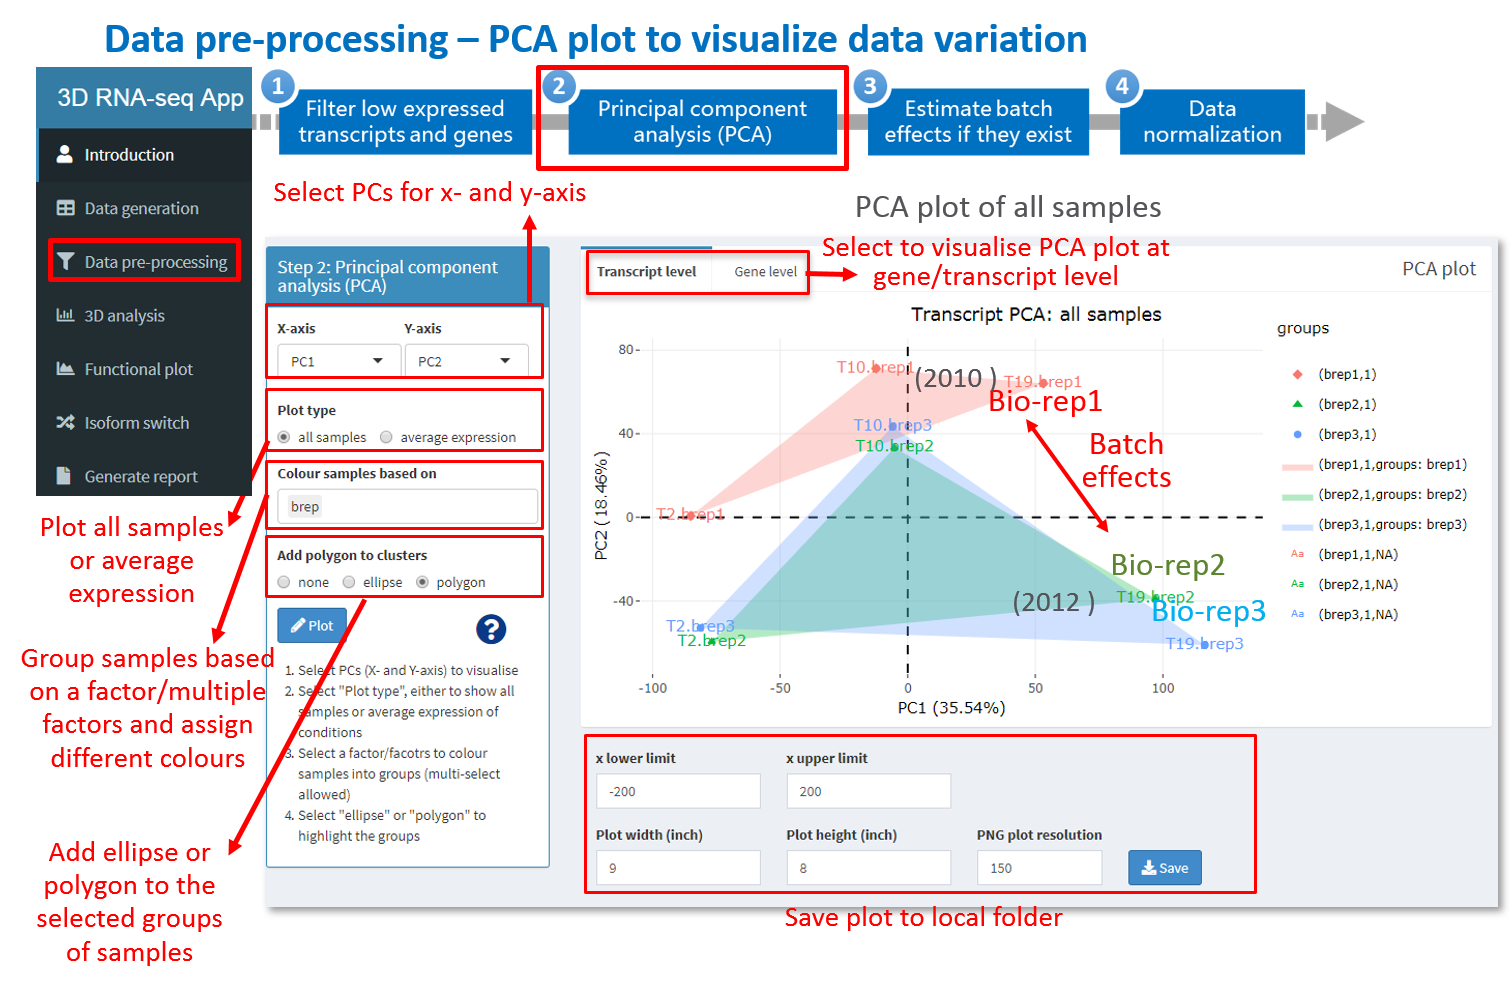 Data pre-processing – PCA plot to visualize data variation
3D RNA-seq App
Introduction
Data generation
Data pre-processing
3D analysis
Functional plot
Isoform switch
Generate report
1
Filter low expressed
transcripts and genes
2
Principal component
analysis (PCA)
3
Estimate batch
effects if they exist
4
Data
normalization
Select PCs for x- and y-axis
PCA plot of all samples
Step 2: Principal component
analysis (PCA)
X-axis
Y-axis
PC1
PC2
Plot type
all samples
average expression
Colour samples based on
brep
Add polygon to clusters
none
ellipse
polygon
Plot
?
1. Select PCs (X- and Y-axis) to visualise
2. Select "Plot type", either to show all
samples or average expression of
conditions
3. Select a factor/facotrs to colour
samples into groups (multi-select
allowed)
4. Select "ellipse" or "polygon" to
highlight the groups
Plot all samples
or average
expression
Group samples based
on a factor/multiple
factors and assign
different colours
Add ellipse or
polygon to the
selected groups
of samples
Transcript level
Gene level
Select to visualise PCA plot at
gene/transcript level
PCA plot
Transcript PCA: all samples
80
40
0
-40
PC2 (18.46%)
-100
-50
0
50
100
PC1 (35.54%)
T10.brep1
(2010 )
T19.brep1
Bio-rep1
T10.brep3
T10.brep2
Batch
effects
T2.brep1
Bio-rep2
T19.brep2
(2012 )
Bio-rep3
T2.brep3
T2.brep2
T19.brep3
groups
(brep1,1)
(brep2,1)
(brep3,1)
(brep1,1,groups: brep1)
(brep2,1,groups: brep2)
(brep3,1,groups: brep3)
Aa (brep1,1,NA)
Aa (brep2,1,NA)
Aa (brep3,1,NA)
x lower limit
x upper limit
-200
200
Plot width (inch)
Plot height (inch)
PNG plot resolution
9
8
150
Save
Save plot to local folder